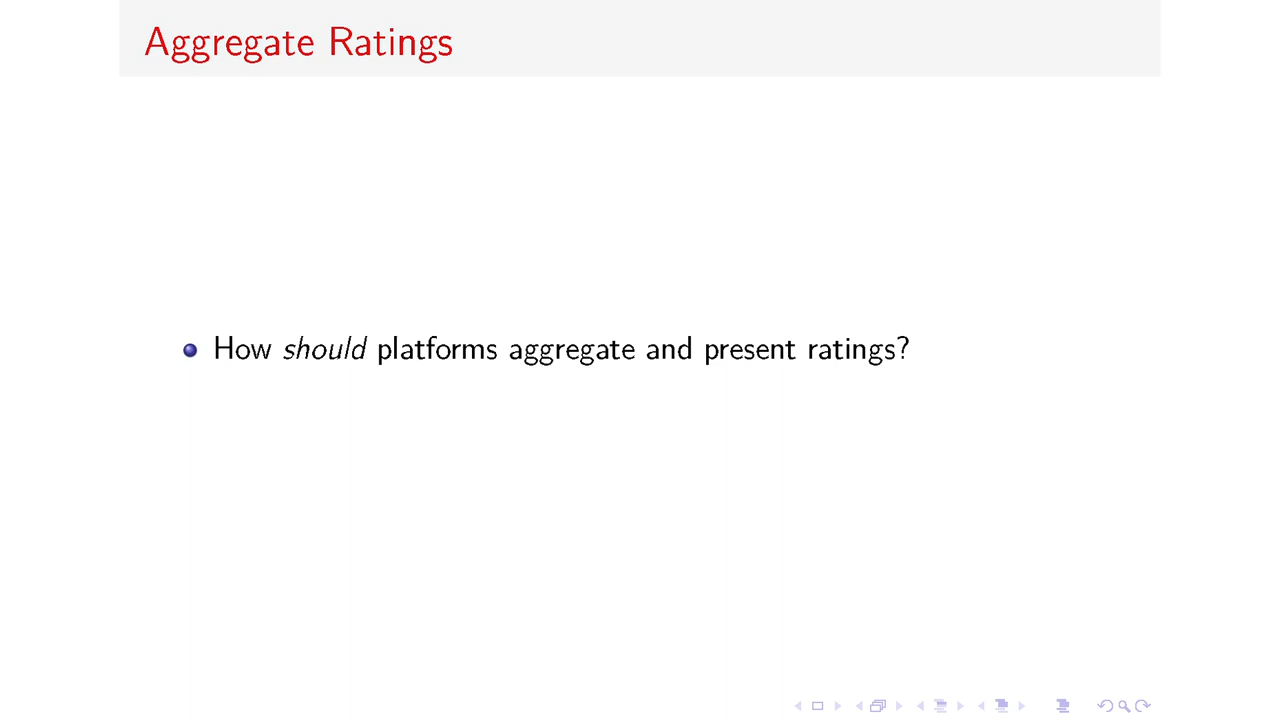 Aggregate Ratings
How should platforms aggregate and present ratings?